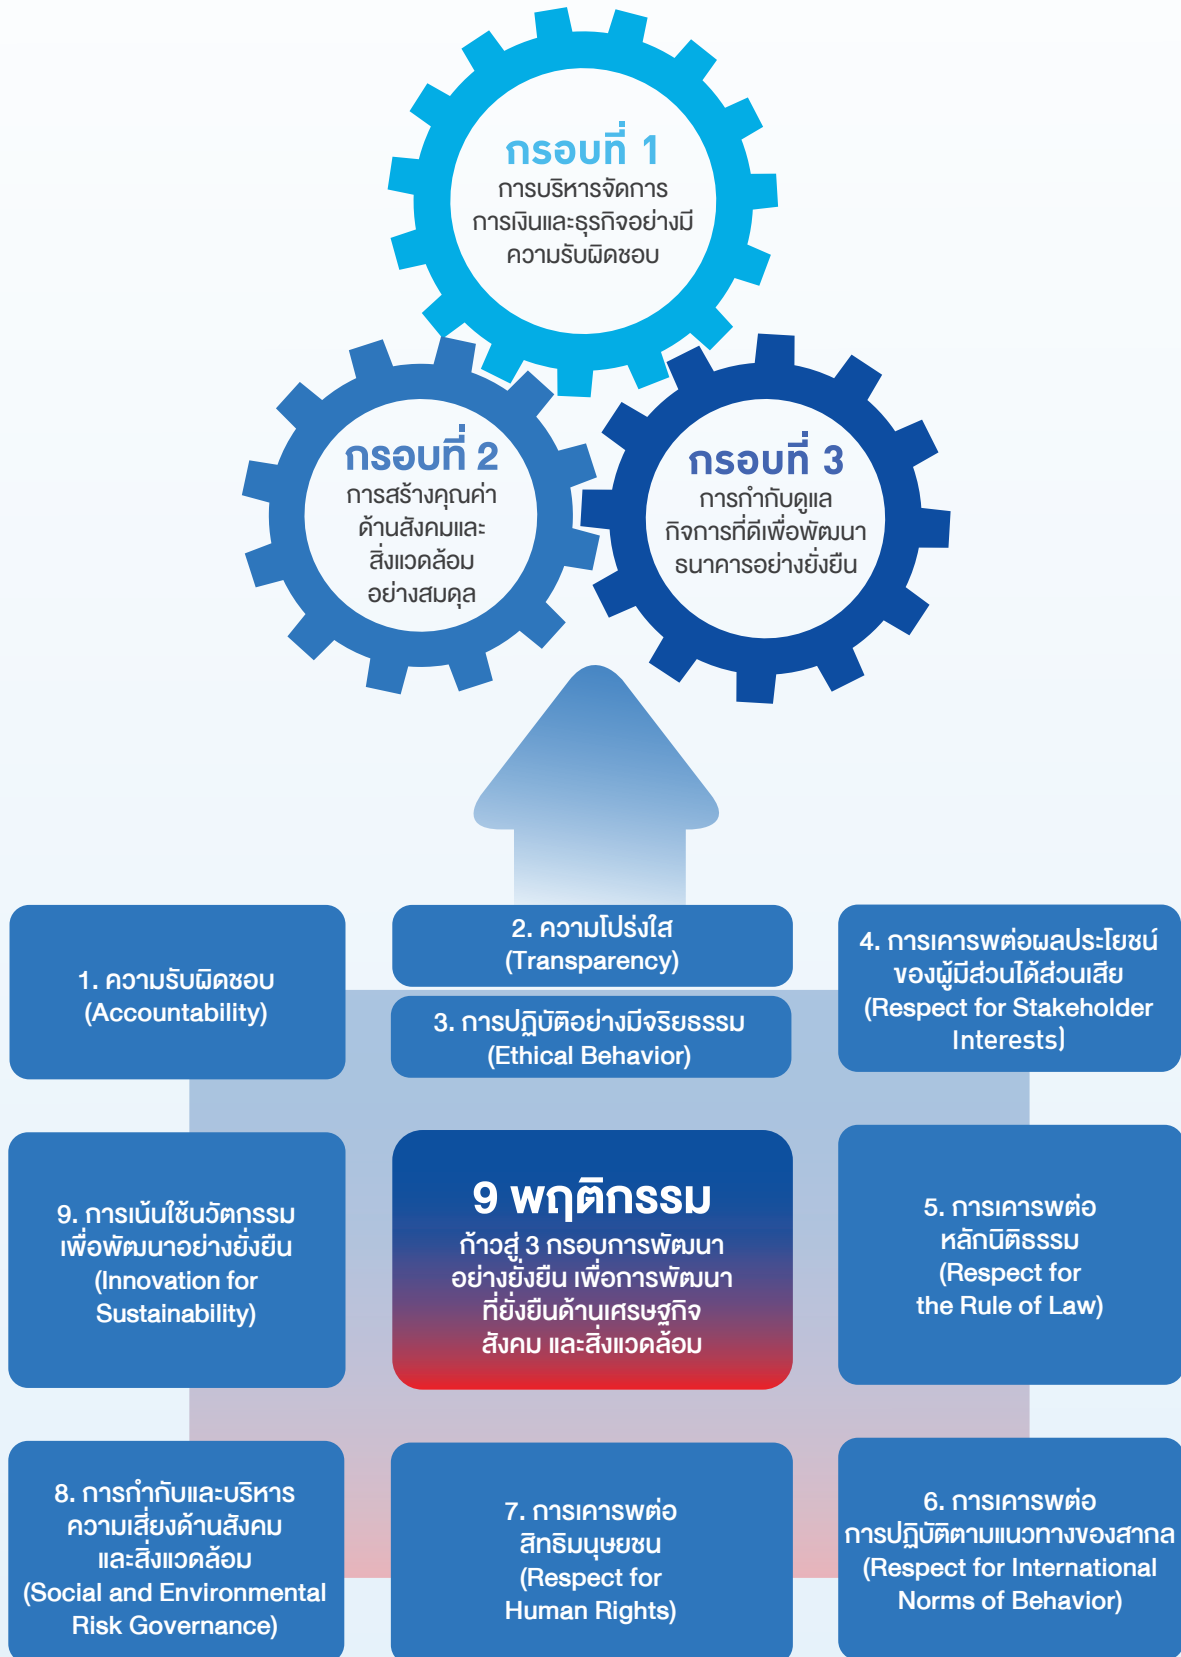 กรอบที่ 1
การบริหารจัดการ
การเงินและธุรกิจอย่างมี
ความรับผิดชอบ
กรอบที่ 2
การสร้างคุณค่า
ด้านสังคมและ
สิ่งแวดล้อม
อย่างสมดุล
กรอบที่ 3
การกำกับดูแล
กิจการที่ดีเพื่อพัฒนา
ธนาคารอย่างยั่งยืน
1. ความรับผิดชอบ
(Accountability)
2. ความโปร่งใส
(Transparency)
3. การปฏิบัติอย่างมีจริยธรรม
(Ethical Behavior)
4. การเคารพต่อผลประโยชน์
ของผู้มีส่วนได้ส่วนเสีย
(Respect for Stakeholder
Interests)
9. การเน้นใช้นวัตกรรม
เพื่อพัฒนาอย่างยั่งยืน
(Innovation for
Sustainability)
9 พฤติกรรม
ก้าวสู่ 3 กรอบการพัฒนา
อย่างยั่งยืน เพื่อการพัฒนา
ที่ยั่งยืนด้านเศรษฐกิจ
สังคม และสิ่งแวดล้อม
5. การเคารพต่อ
หลักนิติธรรม
(Respect for
the Rule of Law)
8. การกำกับและบริหาร
ความเสี่ยงด้านสังคม
และสิ่งแวดล้อม
(Social and Environmental
Risk Governance)
7. การเคารพต่อ
สิทธิมนุษยชน
(Respect for
Human Rights)
6. การเคารพต่อ
การปฏิบัติตามแนวทางของสากล
(Respect for International
Norms of Behavior)